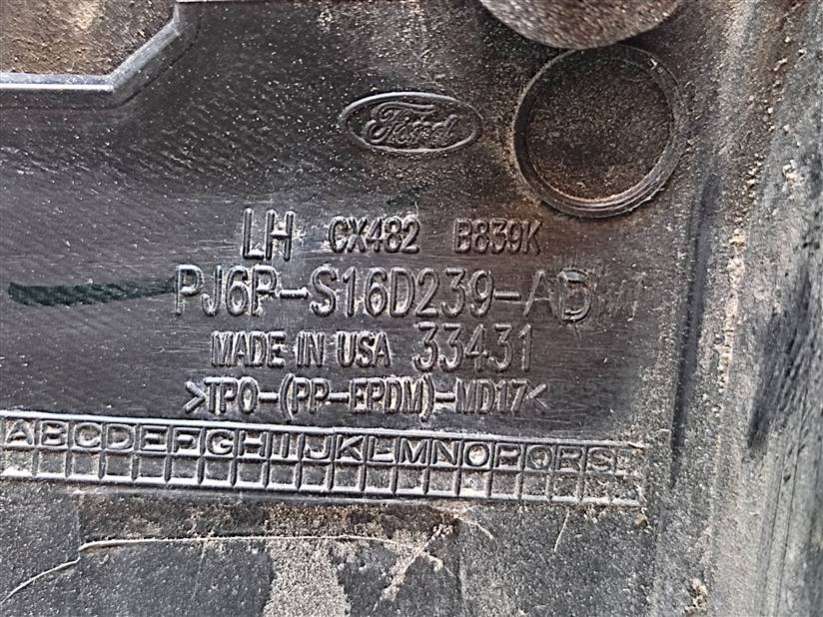 Ford
LH CX482 B839K
PJ6P-S16D239-AD
MADE IN USA 33431
>TPO-(PP-EPDM)-MD17<
ABCDEFGHIJKLMNOPQRS